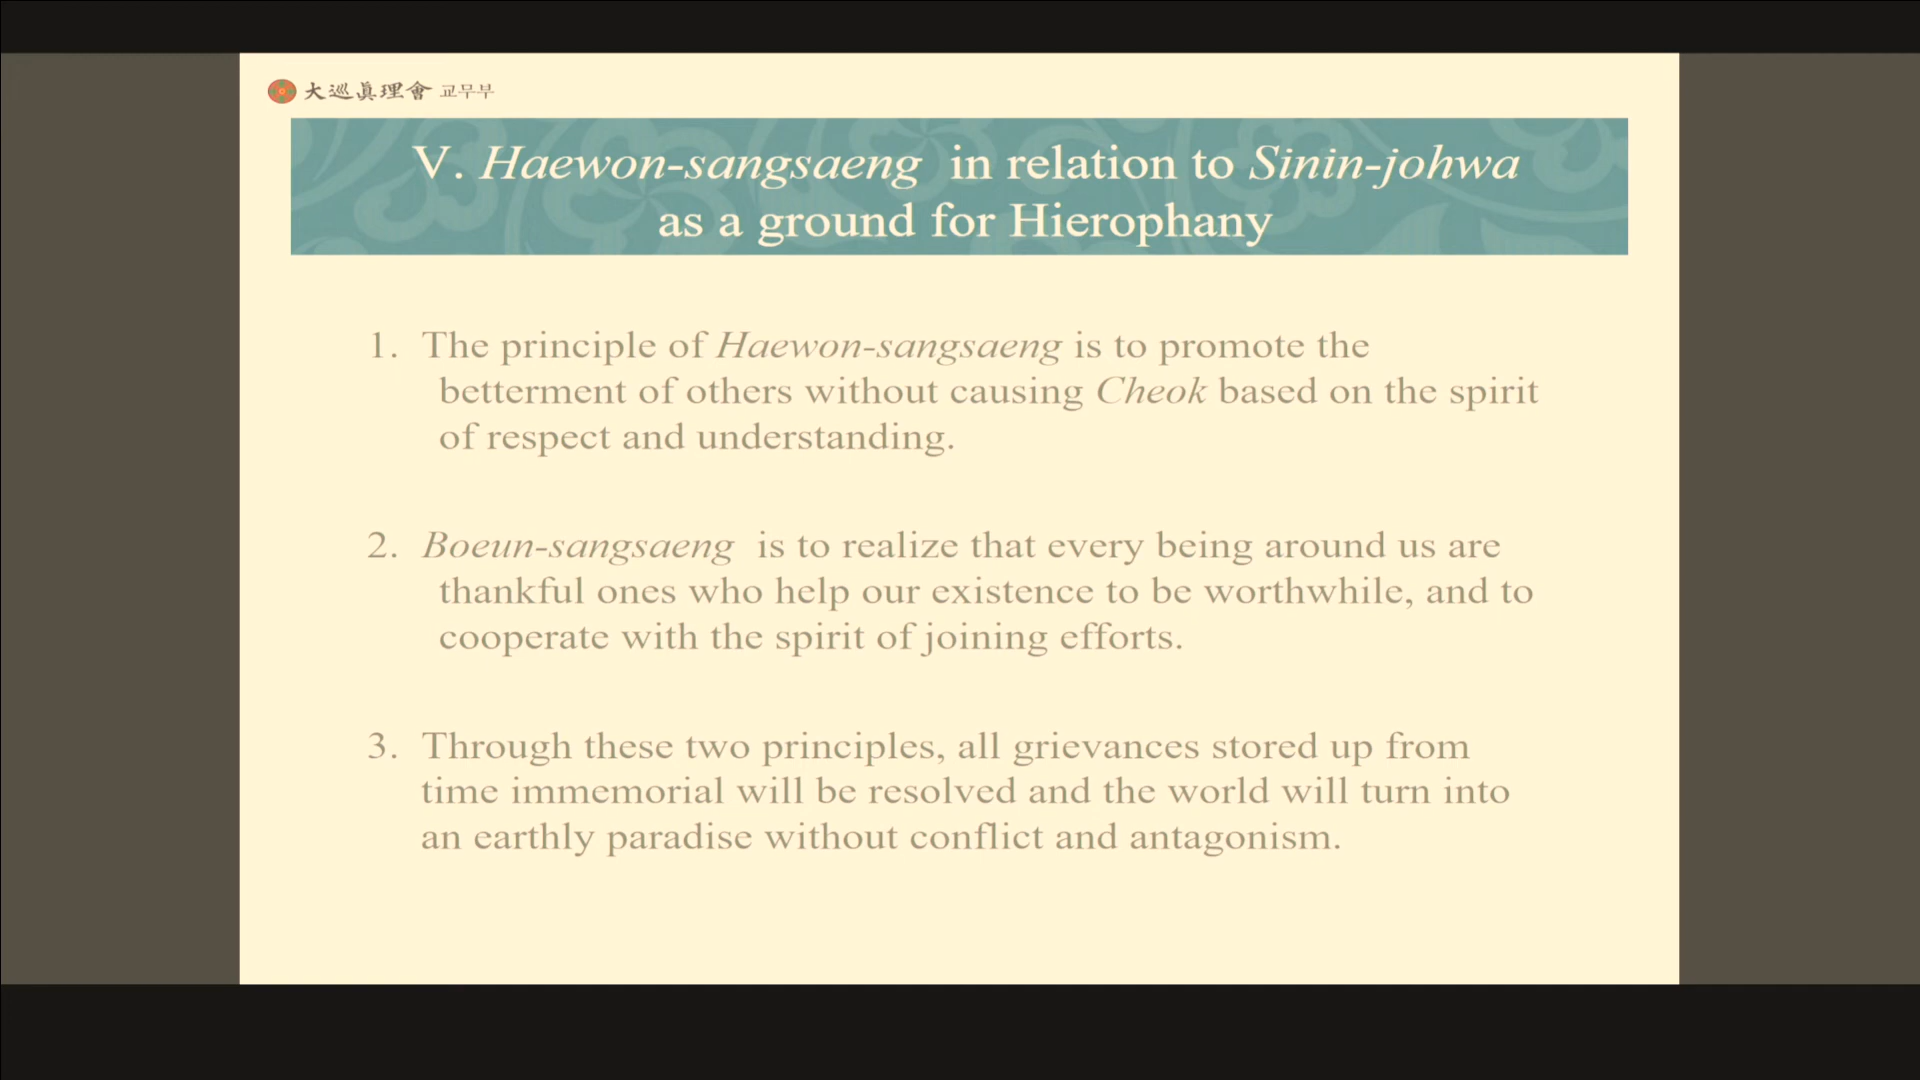 大巡眞理會 교무부
V. Haewon-sangsaeng in relation to Sinin-johwa
as a ground for Hierophany
1. The principle of Haewon-sangsaeng is to promote the
betterment of others without causing Cheok based on the spirit
of respect and understanding.
2. Boeun-sangsaeng is to realize that every being around us are
thankful ones who help our existence to be worthwhile, and to
cooperate with the spirit of joining efforts.
3. Through these two principles, all grievances stored up from
time immemorial will be resolved and the world will turn into
an earthly paradise without conflict and antagonism.